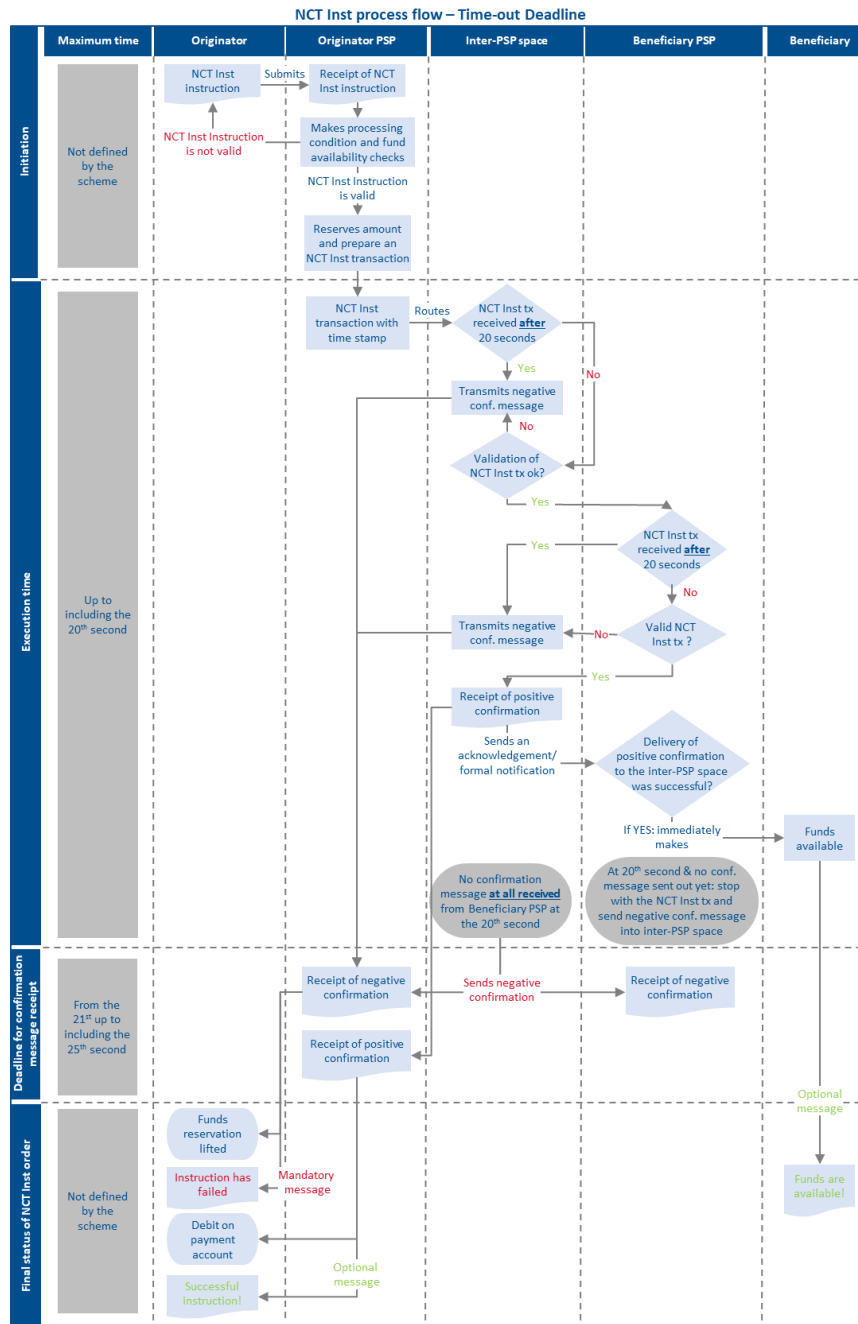 NCT Inst process flow – Time-out Deadline
Maximum time
Originator
Originator PSP
Inter-PSP space
Beneficiary PSP
Beneficiary
Initiation
Not defined
by the
scheme
NCT Inst
instruction
Submits
Receipt of NCT
Inst instruction
NCT Inst Instruction
is not valid
Makes processing
condition and fund
availability checks
NCT Inst Instruction
is valid
Reserves amount
and prepare an
NCT Inst transaction
Execution time
Up to
including the
20th second
NCT Inst
transaction with
time stamp
Routes
NCT Inst tx
received after
20 seconds
Yes
No
Transmits negative
conf. message
No
Validation of
NCT Inst tx ok?
Yes
NCT Inst tx
received after
20 seconds
Yes
No
Transmits negative
conf. message
No
Valid NCT
Inst tx ?
Yes
Receipt of positive
confirmation
Sends an
acknowledgement/
formal notification
Delivery of
positive confirmation
to the inter-PSP space
was successful?
If YES: immediately
makes
Funds
available
No confirmation
message at all received
from Beneficiary PSP at
the 20th second
At 20th second & no conf.
message sent out yet: stop
with the NCT Inst tx and
send negative conf. message
into inter-PSP space
Deadline for confirmation
message receipt
From the
21st up to
including the
25th second
Receipt of negative
confirmation
Sends negative
confirmation
Receipt of negative
confirmation
Receipt of positive
confirmation
Optional
message
Final status of NCT Inst order
Not defined
by the
scheme
Funds
reservation
lifted
Instruction has
failed
Mandatory
message
Funds are
available!
Debit on
payment
account
Optional
message
Successful
instruction!